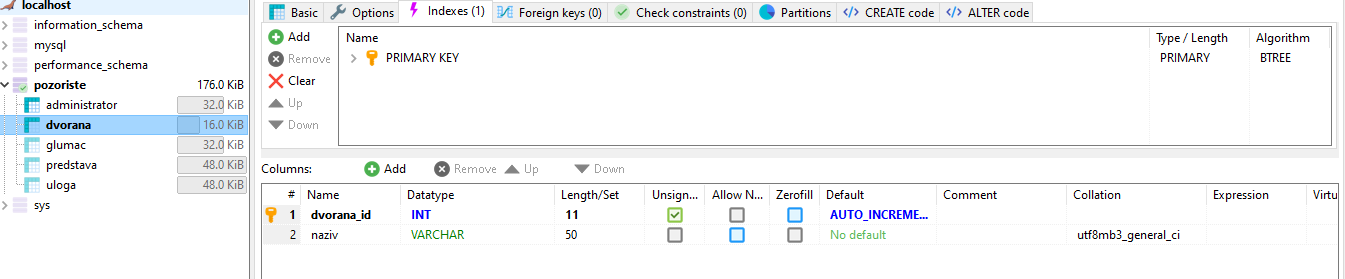 localhost
information_schema
mysql
performance_schema
pozoriste 176.0 KiB
administrator 32.0 KiB
dvorana 16.0 KiB
glumac 32.0 KiB
predstava 48.0 KiB
uloga 48.0 KiB
sys
Basic Options Indexes (1) Foreign keys (0) Check constraints (0) Partitions CREATE code ALTER code
Add
Remove
Clear
Up
Down
Name Type / Length Algorithm
PRIMARY KEY PRIMARY BTREE
Columns: Add Remove Up Down
# Name Datatype Length/Set Unsign... Allow N... Zerofill Default Comment Collation Expression Virtu
1 dvorana_id INT 11 AUTO_INCREME...
2 naziv VARCHAR 50 No default utf8mb3_general_ci